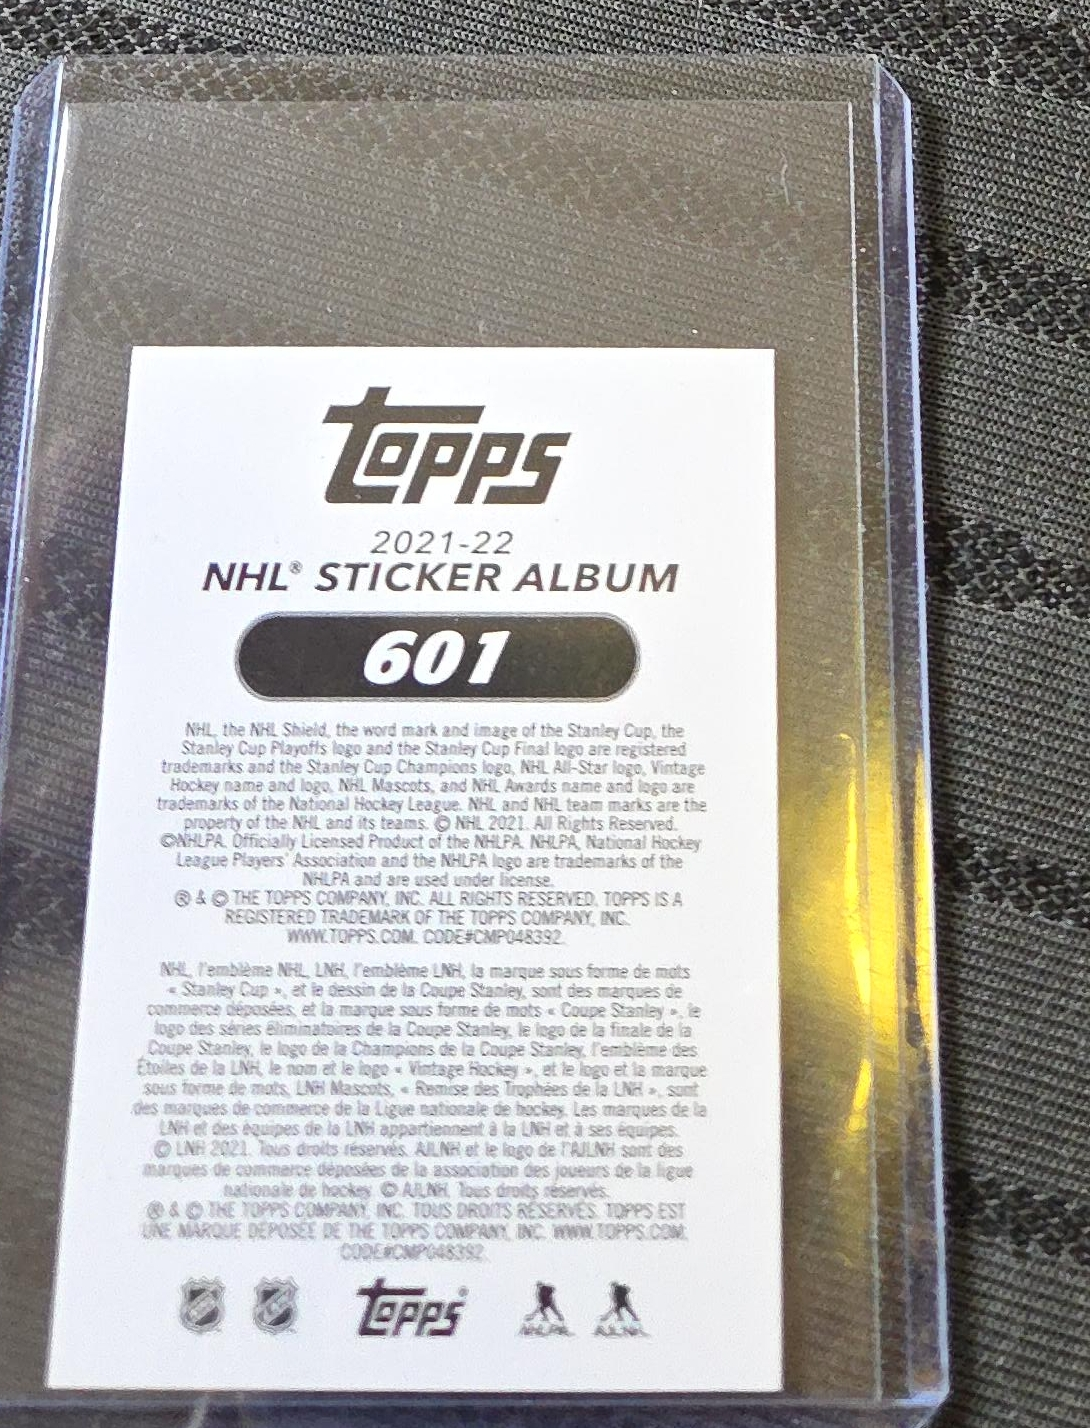 Topps
2021-22
NHL® STICKER ALBUM
601
NHL, the NHL Shield, the word mark and image of the Stanley Cup, the
Stanley Cup Playoffs logo and the Stanley Cup Final logo are registered
trademarks and the Stanley Cup Champions logo, NHL All-Star logo, Vintage
Hockey name and logo, NHL Mascots, and NHL Awards name and logo are
trademarks of the National Hockey League. NHL and NHL team marks are the
property of the NHL and its teams. © NHL 2021. All Rights Reserved.
©NHLPA. Officially Licensed Product of the NHLPA. NHLPA, National Hockey
League Players' Association and the NHLPA logo are trademarks of the
NHLPA and are used under license.
® & © THE TOPPS COMPANY, INC. ALL RIGHTS RESERVED. TOPPS IS A
REGISTERED TRADEMARK OF THE TOPPS COMPANY, INC.
WWW.TOPPS.COM. CODE#CMP048392.
NHL, l'emblème NHL, LNH, l'emblème LNH, la marque sous forme de mots
« Stanley Cup », et le dessin de la Coupe Stanley, sont des marques de
commerce déposées, et la marque sous forme de mots « Coupe Stanley », le
logo des séries éliminatoires de la Coupe Stanley, le logo de la finale de la
Coupe Stanley, le logo de la Champions de la Coupe Stanley, l'emblème des
Étoiles de la LNH, le nom et le logo « Vintage Hockey », et le logo et la marque
sous forme de mots, LNH Mascots, « Remise des Trophées de la LNH », sont
des marques de commerce de la Ligue nationale de hockey. Les marques de la
LNH et des équipes de la LNH appartiennent à la LNH et à ses équipes.
© LNH 2021. Tous droits réservés. AJLNH et le logo de l'AJLNH sont des
marques de commerce déposées de la association des joueurs de la ligue
nationale de hockey. © AJLNH. Tous droits réservés.
® & © THE TOPPS COMPANY, INC. TOUS DROITS RÉSERVÉS. TOPPS EST
UNE MARQUE DÉPOSÉE DE THE TOPPS COMPANY, INC. WWW.TOPPS.COM.
CODE#CMP048392.
Topps® NHLPA AJLNH